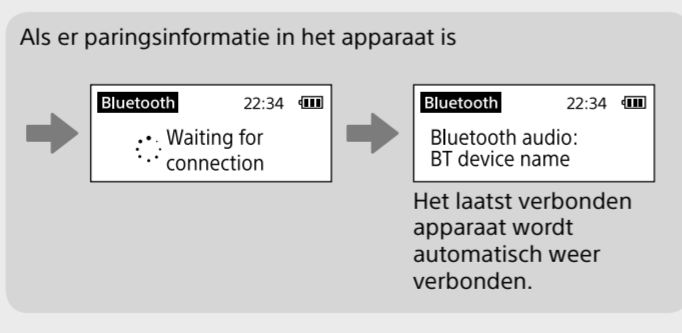 Als er paringsinformatie in het apparaat is
Bluetooth 22:34
Waiting for
connection
Bluetooth 22:34
Bluetooth audio:
BT device name
Het laatst verbonden
apparaat wordt
automatisch weer
verbonden.